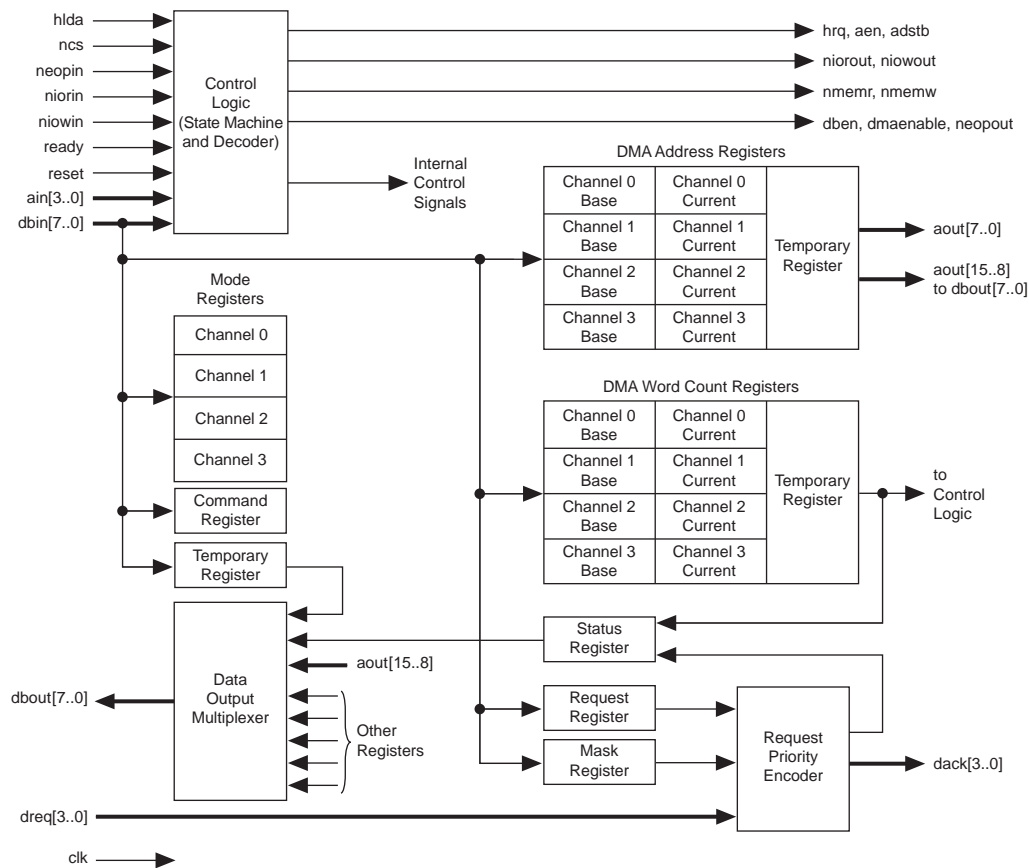 hlda
ncs
neopin
niorin
niowin
ready
reset
ain[3..0]
dbin[7..0]
Control
Logic
(State Machine
and Decoder)
hrq, aen, adstb
niorout, niowout
nmemr, nmemw
dben, dmaenable, neopout
Internal
Control
Signals
DMA Address Registers
Channel 0
Base
Channel 0
Current
Channel 1
Base
Channel 1
Current
Channel 2
Base
Channel 2
Current
Channel 3
Base
Channel 3
Current
Temporary
Register
aout[7..0]
aout[15..8]
to dbout[7..0]
Mode
Registers
Channel 0
Channel 1
Channel 2
Channel 3
Command
Register
Temporary
Register
DMA Word Count Registers
Channel 0
Base
Channel 0
Current
Channel 1
Base
Channel 1
Current
Channel 2
Base
Channel 2
Current
Channel 3
Base
Channel 3
Current
Temporary
Register
to
Control
Logic
Status
Register
aout[15..8]
Data
Output
Multiplexer
dbout[7..0]
Other
Registers
Request
Register
Mask
Register
Request
Priority
Encoder
dack[3..0]
dreq[3..0]
clk